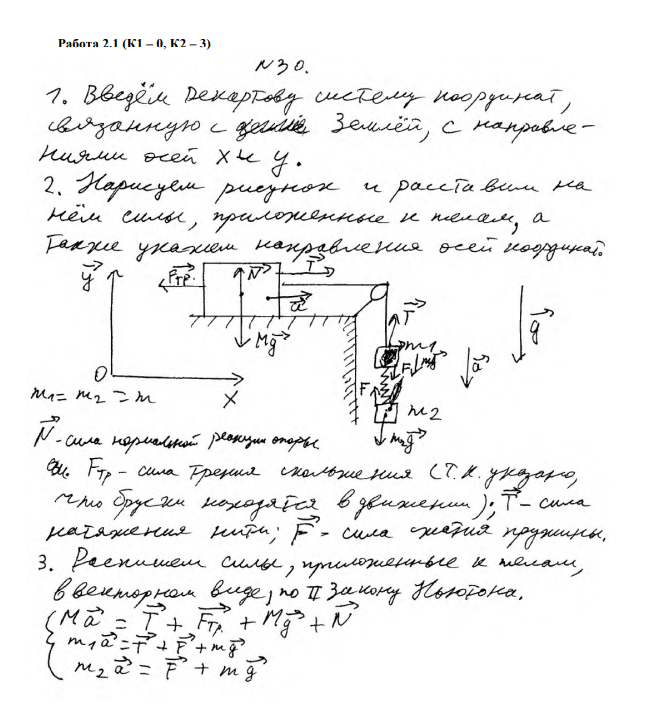 Работа 2.1 (К1 – 0, К2 – 3)
N 30.
1. Введём Декартову систему координат,
связанную с Землёй, с направле-
ниями осей X и y.
2. Нарисуем рисунок и расставим на
нём силы, приложенные к телам, а
также укажем направления осей координат.
y Fтр. N T
a
Mg
T
g
m1
mg
F
a
F
O
X
m2
m2g
m1 = m2 = m
N - сила нормальной реакции опоры
Fтр - сила трения скольжения (т.к. указано,
что бруски находятся в движении); T - сила
натяжения нити; F - сила сжатия пружины.
3. Распишем силы, приложенные к телам,
в векторном виде, по II Закону Ньютона.
Ma = T + Fтр. + Mg + N
m1a = T + F + mg
m2a = F + mg